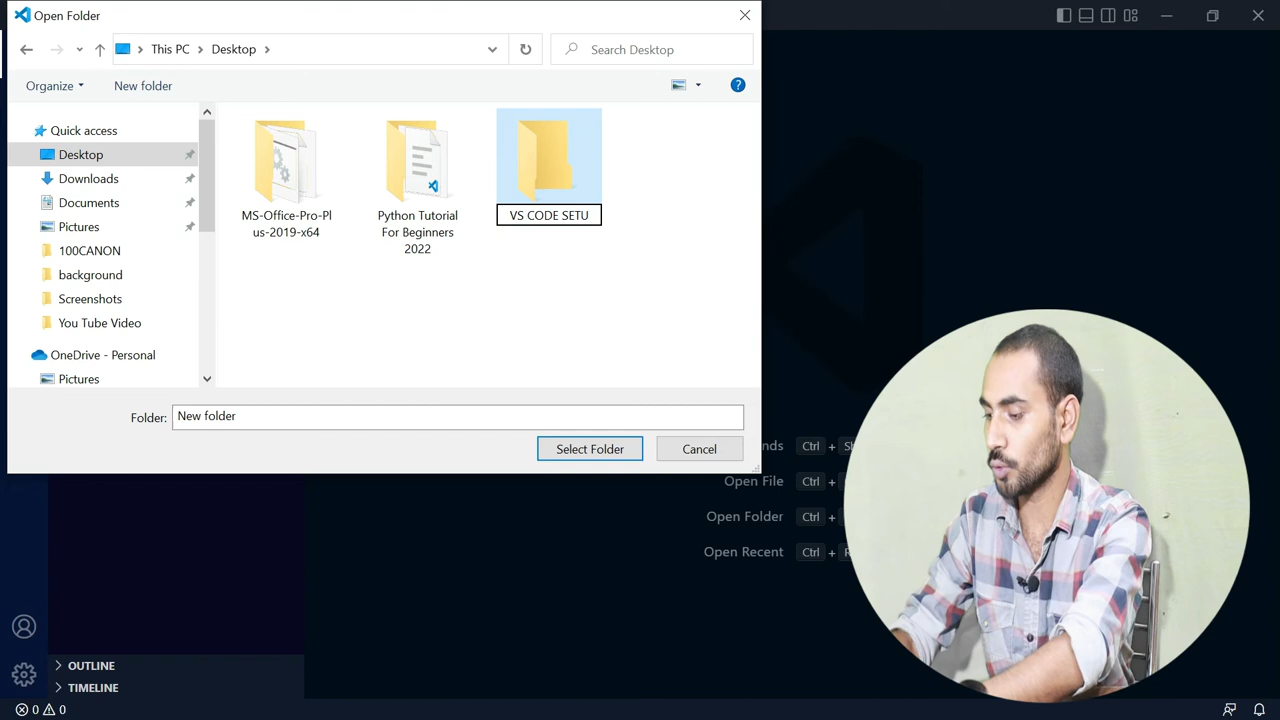 Open Folder
This PC
Desktop
Search Desktop
Organize
New folder
Quick access
Desktop
Downloads
Documents
Pictures
100CANON
background
Screenshots
You Tube Video
OneDrive - Personal
Pictures
MS-Office-Pro-Pl
us-2019-x64
Python Tutorial
For Beginners
2022
VS CODE SETU
Folder:
New folder
Select Folder
Cancel
nds Ctrl + Sh
Open File Ctrl +
Open Folder Ctrl +
Open Recent Ctrl + R
OUTLINE
TIMELINE
0 0